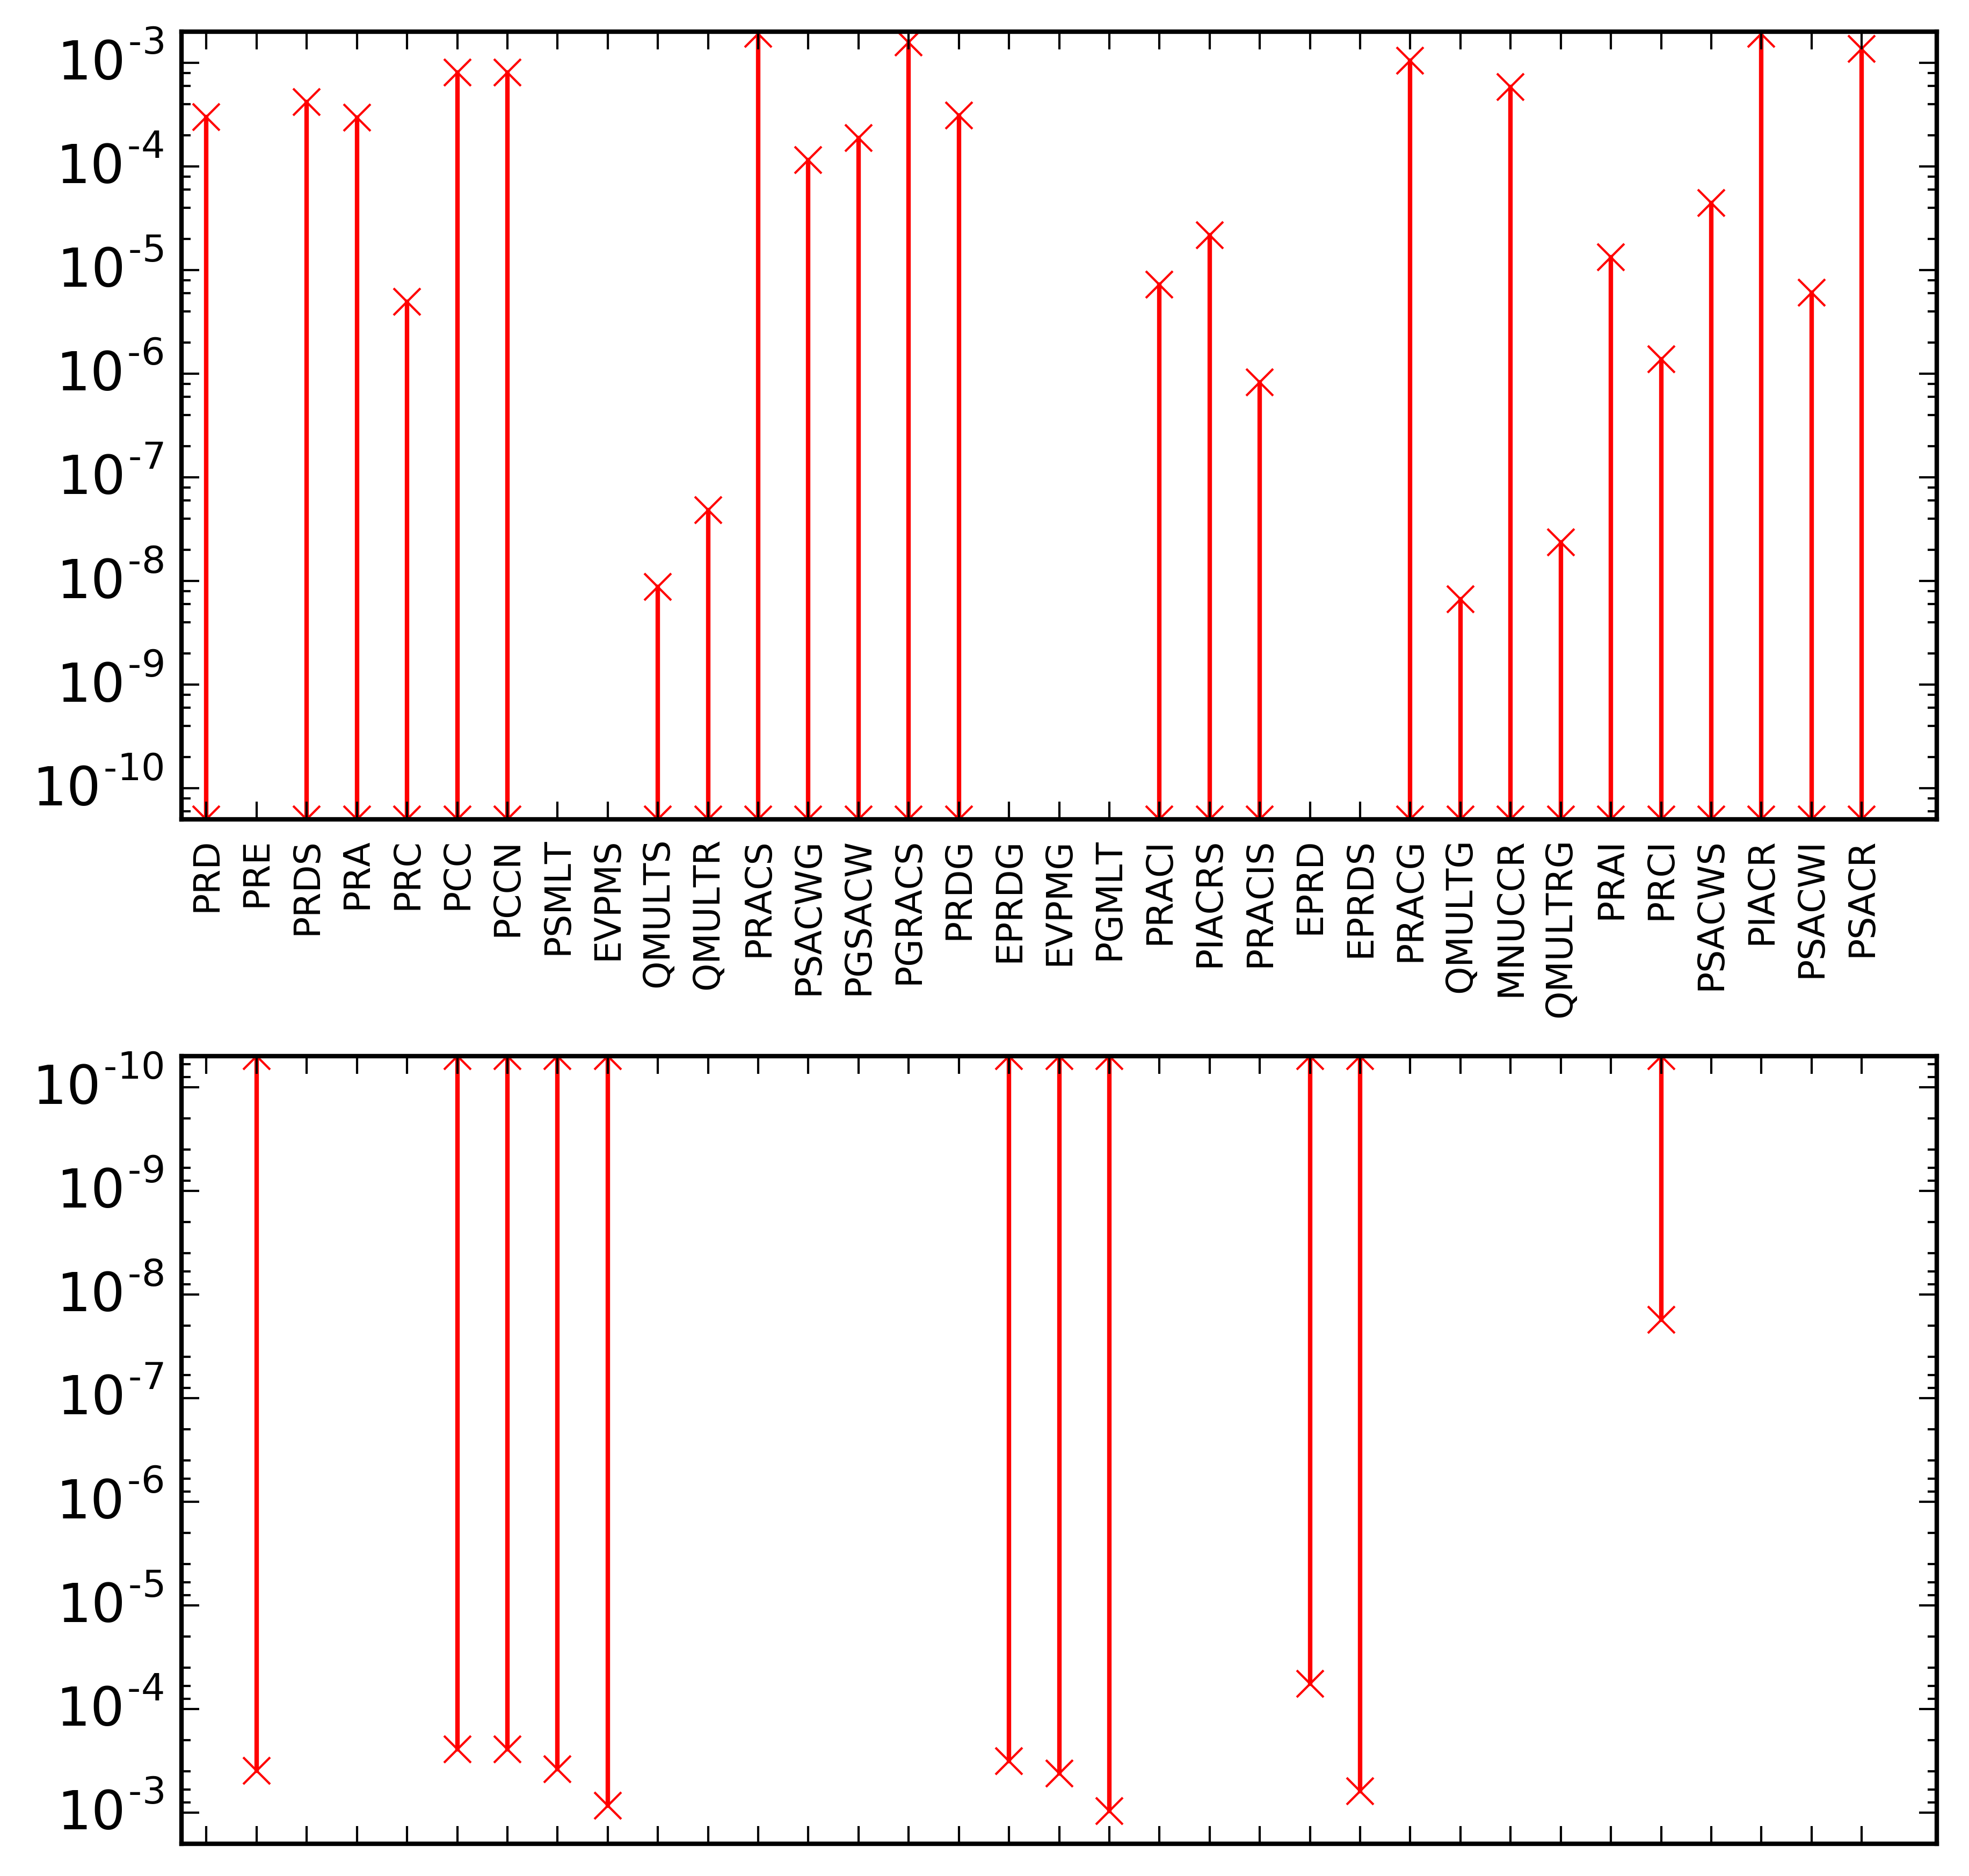 10-3
10-4
10-5
10-6
10-7
10-8
10-9
10-10
PRD
PRE
PRDS
PRA
PRC
PCC
PCCN
PSMLT
EVPMS
QMULTS
QMULTR
PRACS
PSACWG
PGSACW
PGRACS
PRDG
EPRDG
EVPMG
PGMLT
PRACI
PIACRS
PRACIS
EPRD
EPRDS
PRACG
QMULTG
MNUCCR
QMULTRG
PRAI
PRCI
PSACWS
PIACR
PSACWI
PSACR
10-10
10-9
10-8
10-7
10-6
10-5
10-4
10-3